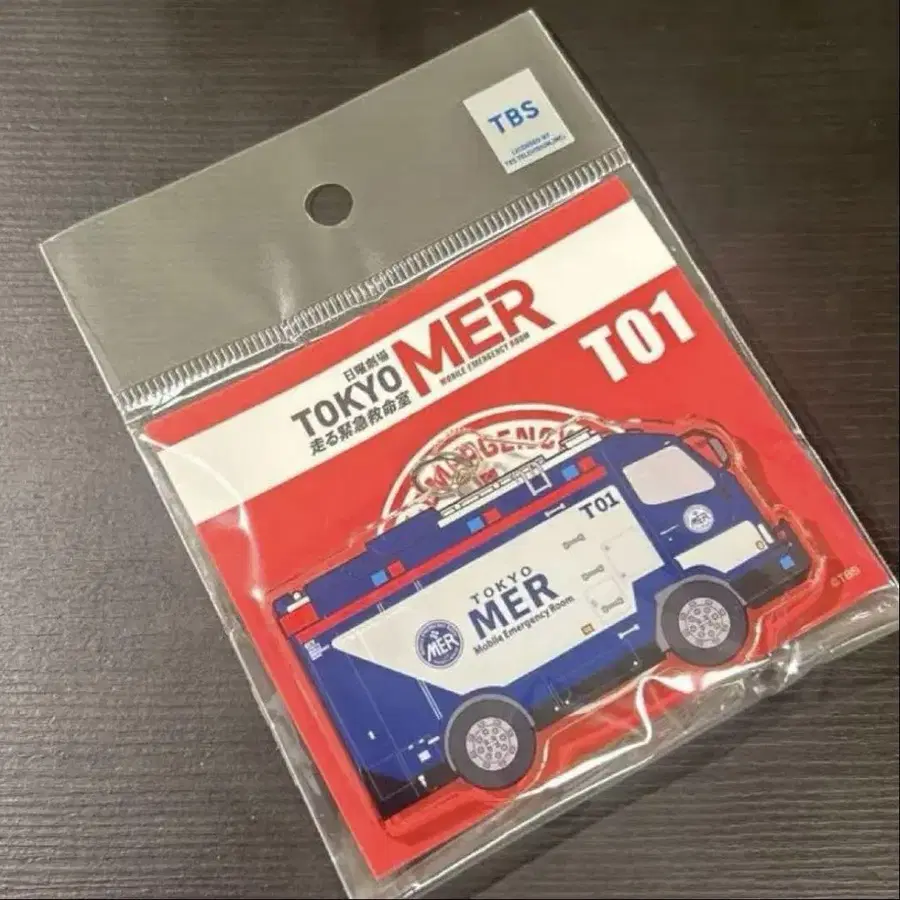 TBS
LICENSED BY
TBS TELEVISION, INC.
日曜劇場
TOKYO MER
MOBILE EMERGENCY ROOM
走る緊急救命室
T01
T01
TOKYO
MER
Mobile Emergency Room
MER
MER
©TBS